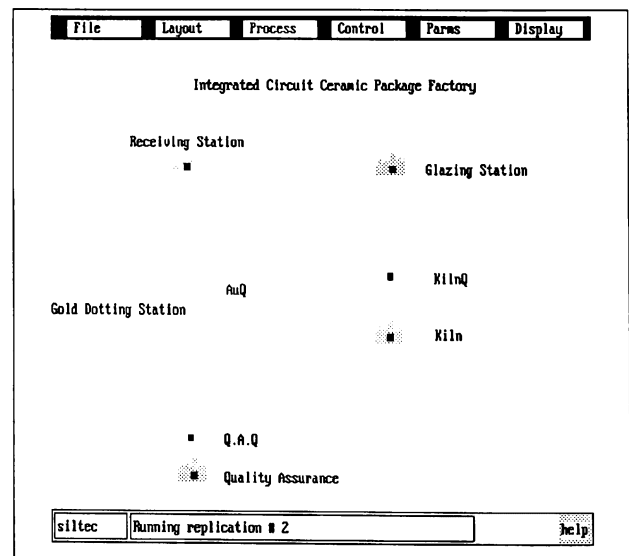 File Layout Process Control Parms Display
Integrated Circuit Ceramic Package Factory
Receiving Station
Glazing Station
AuQ
KilnQ
Gold Dotting Station
Kiln
Q.A.Q
Quality Assurance
siltec Running replication # 2 help